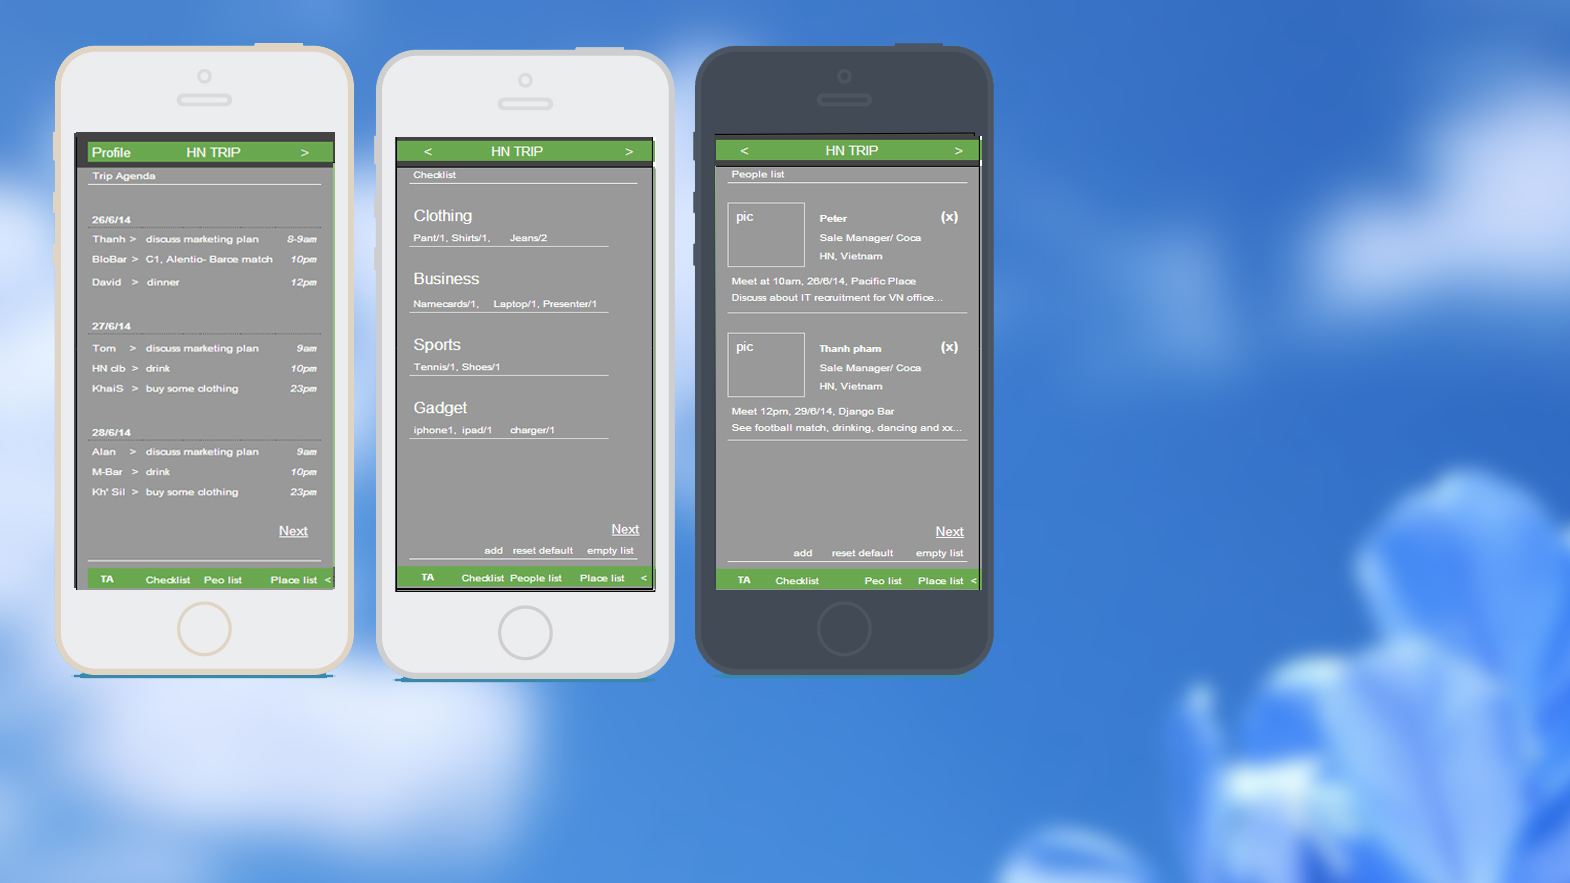 Profile HN TRIP >
Trip Agenda
26/6/14
Thanh > discuss marketing plan 8-9am
BloBar > C1, Alentio- Barce match 10pm
David > dinner 12pm
27/6/14
Tom > discuss marketing plan 9am
HN clb > drink 10pm
KhaiS > buy some clothing 23pm
28/6/14
Alan > discuss marketing plan 9am
M-Bar > drink 10pm
Kh' Sil > buy some clothing 23pm
Next
TA Checklist Peo list Place list <
< HN TRIP >
Checklist
Clothing
Pant/1, Shirts/1, Jeans/2
Business
Namecards/1, Laptop/1, Presenter/1
Sports
Tennis/1, Shoes/1
Gadget
iphone1, ipad/1 charger/1
Next
add reset default empty list
TA Checklist People list Place list <
< HN TRIP >
People list
pic Peter (x)
Sale Manager/ Coca
HN, Vietnam
Meet at 10am, 26/6/14, Pacific Place
Discuss about IT recruitment for VN office...
pic Thanh pham (x)
Sale Manager/ Coca
HN, Vietnam
Meet 12pm, 29/6/14, Django Bar
See football match, drinking, dancing and xx...
Next
add reset default empty list
TA Checklist Peo list Place list <